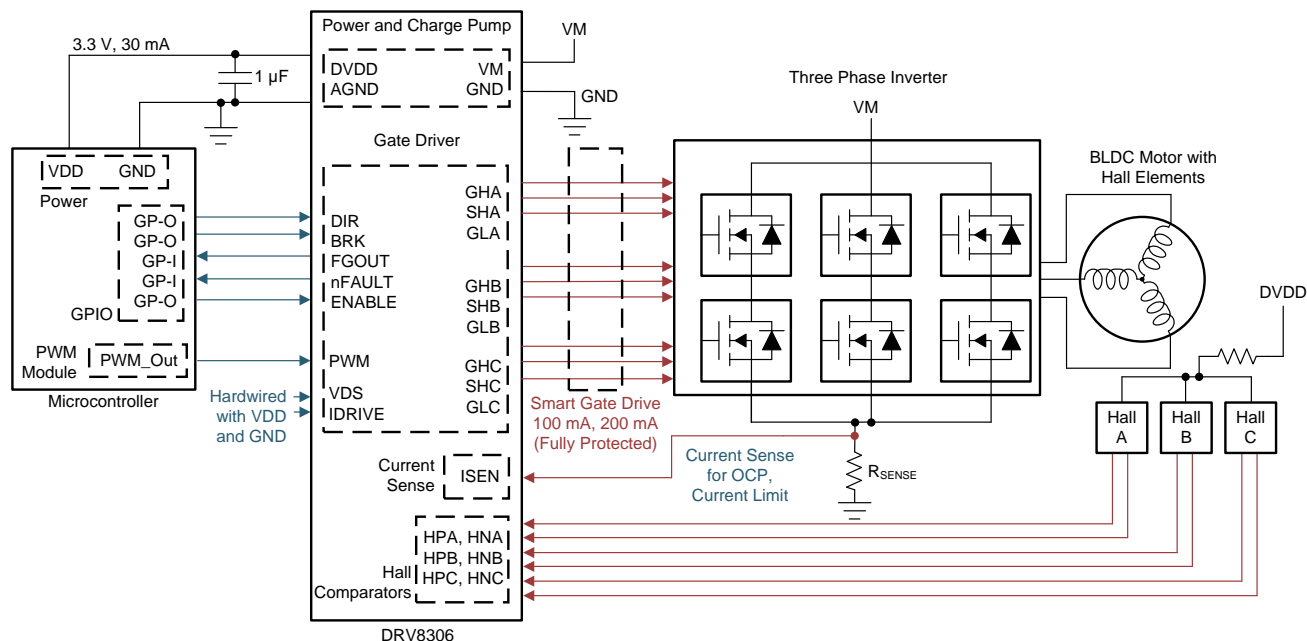 Power and Charge Pump
3.3 V, 30 mA
1 µF
DVDD
AGND
VM
GND
VM
GND
Gate Driver
Three Phase Inverter
VM
BLDC Motor with
Hall Elements
VDD
GND
Power
GP-O
GP-O
GP-I
GP-I
GP-O
GPIO
PWM
Module
PWM_Out
Microcontroller
Hardwired
with VDD
and GND
DIR
BRK
FGOUT
nFAULT
ENABLE
PWM
VDS
IDRIVE
GHA
SHA
GLA
GHB
SHB
GLB
GHC
SHC
GLC
Smart Gate Drive
100 mA, 200 mA
(Fully Protected)
Current
Sense
ISEN
Current Sense
for OCP,
Current Limit
RSENSE
DVDD
Hall
A
Hall
B
Hall
C
HPA, HNA
HPB, HNB
HPC, HNC
Hall
Comparators
DRV8306